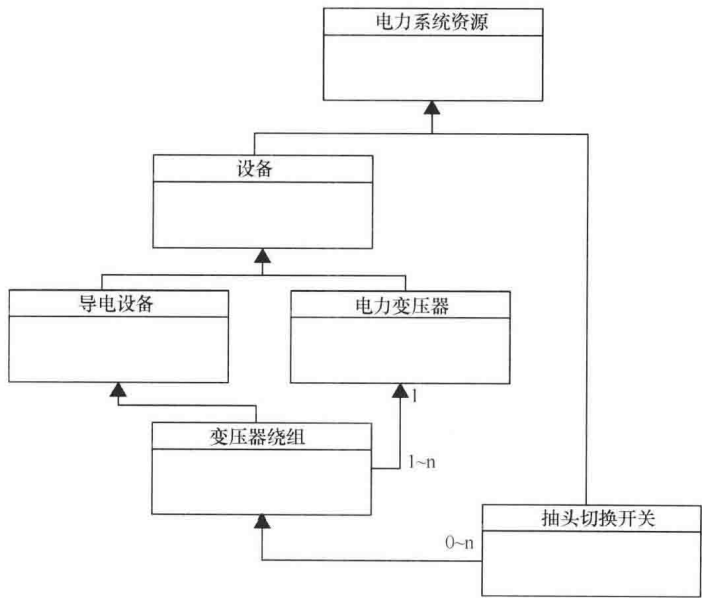 电力系统资源
设备
导电设备
电力变压器
1
变压器绕组
1~n
抽头切换开关
0~n